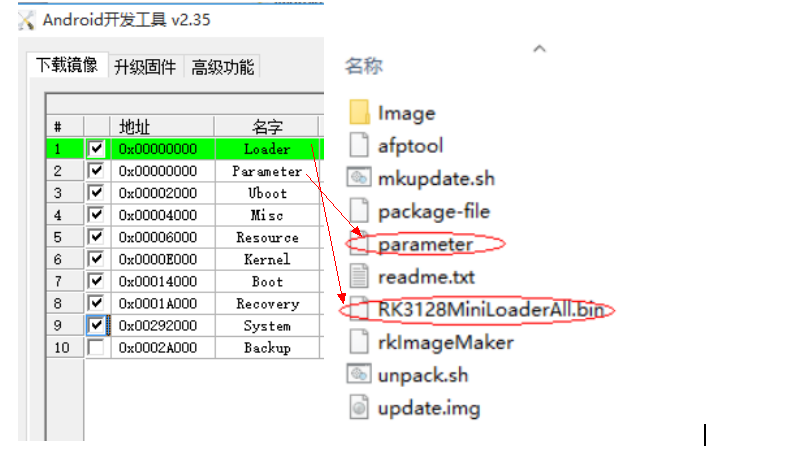 Android开发工具 v2.35
下载镜像 升级固件 高级功能
# 地址 名字
1 0x00000000 Loader
2 0x00000000 Parameter
3 0x00002000 Uboot
4 0x00004000 Misc
5 0x00006000 Resource
6 0x0000E000 Kernel
7 0x00014000 Boot
8 0x0001A000 Recovery
9 0x00292000 System
10 0x0002A000 Backup
名称
Image
afptool
mkupdate.sh
package-file
parameter
readme.txt
RK3128MiniLoaderAll.bin
rkImageMaker
unpack.sh
update.img